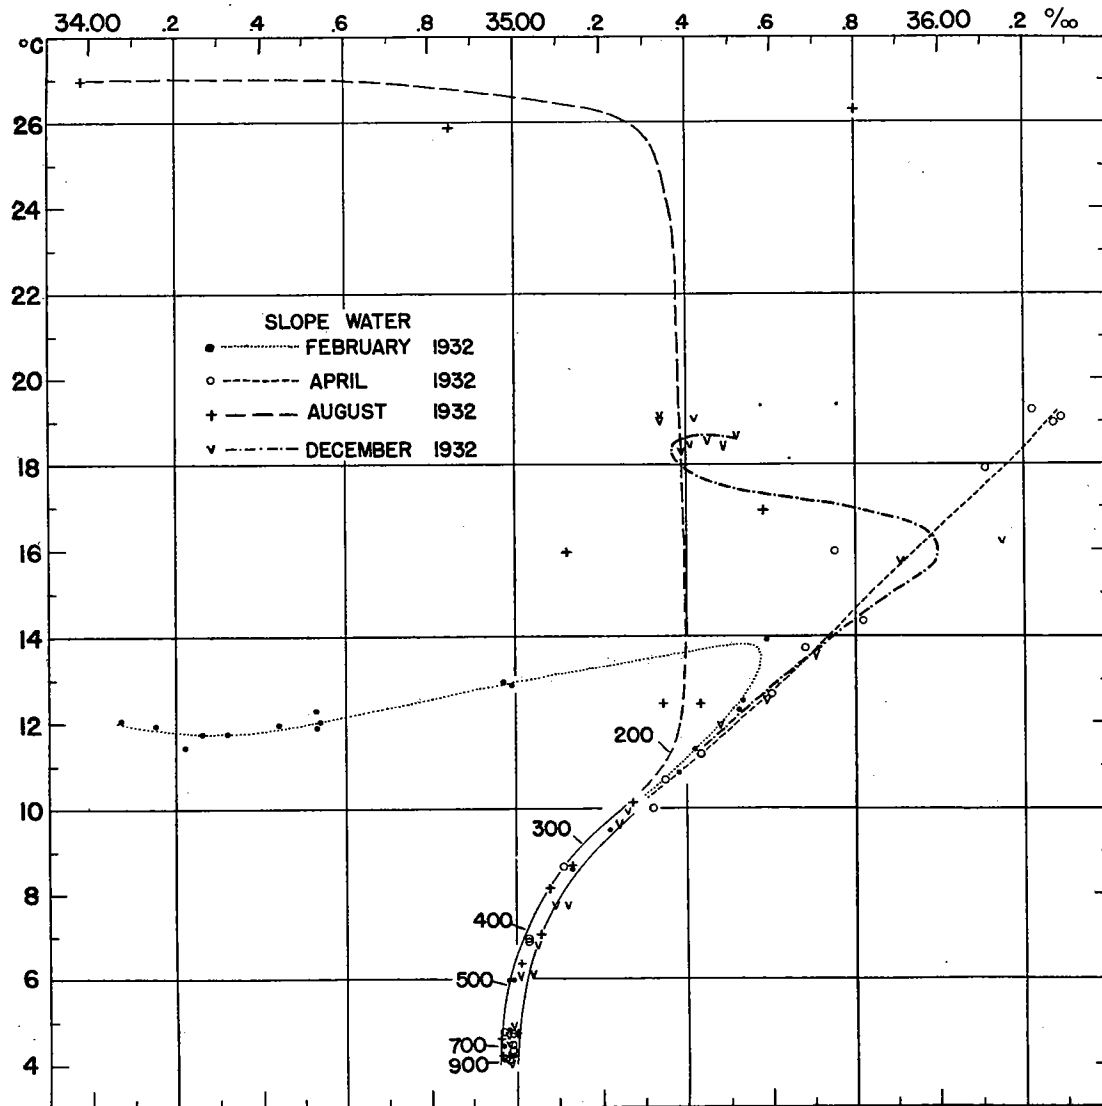 34.00 .2 .4 .6 .8 35.00 .2 .4 .6 .8 36.00 .2 °/oo
°C
26
24
22
SLOPE WATER
FEBRUARY 1932
20
APRIL 1932
AUGUST 1932
DECEMBER 1932
18
16
14
12
200
10
300
8
400
6
500
700
4
900